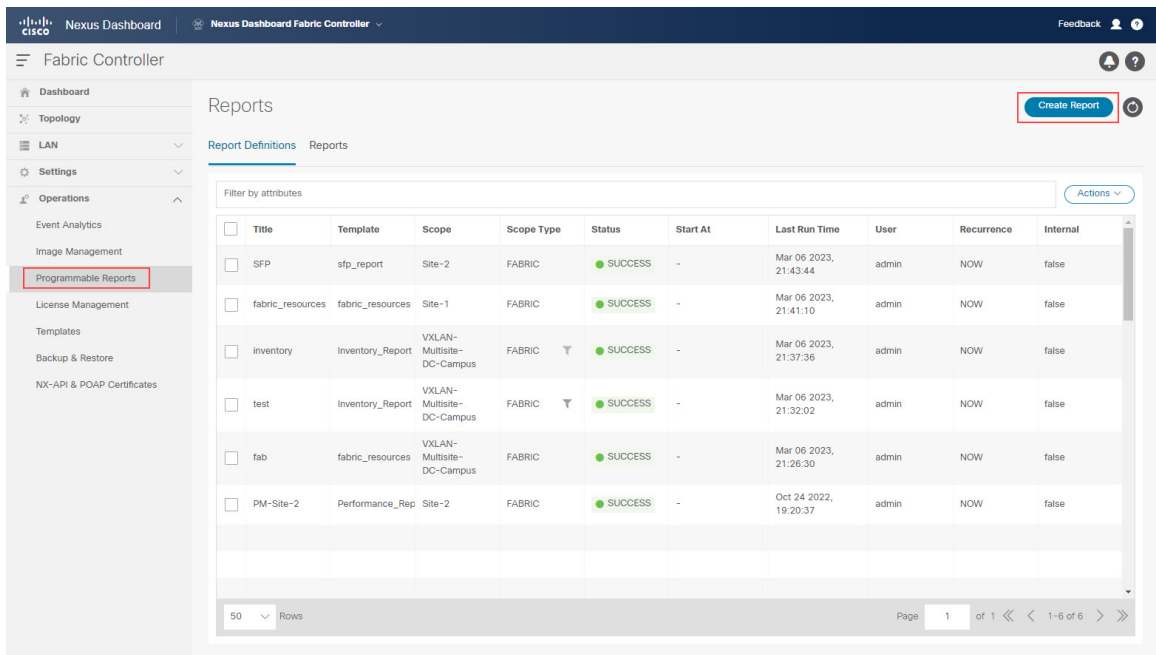 CISCO Nexus Dashboard Nexus Dashboard Fabric Controller Feedback ?
Fabric Controller ?
Dashboard
Topology
LAN
Settings
Operations
Event Analytics
Image Management
Programmable Reports
License Management
Templates
Backup & Restore
NX-API & POAP Certificates
Reports
Create Report
Report Definitions Reports
Filter by attributes
Actions
Title Template Scope Scope Type Status Start At Last Run Time User Recurrence Internal
SFP sfp_report Site-2 FABRIC SUCCESS - Mar 06 2023, admin NOW false
21:43:44
fabric_resources fabric_resources Site-1 FABRIC SUCCESS - Mar 06 2023, admin NOW false
21:41:10
VXLAN-
inventory Inventory_Report Multisite- FABRIC SUCCESS - Mar 06 2023, admin NOW false
DC-Campus 21:37:36
VXLAN-
test Inventory_Report Multisite- FABRIC SUCCESS - Mar 06 2023, admin NOW false
DC-Campus 21:32:02
VXLAN-
fab fabric_resources Multisite- FABRIC SUCCESS - Mar 06 2023, admin NOW false
DC-Campus 21:26:30
PM-Site-2 Performance_Rep Site-2 FABRIC SUCCESS - Oct 24 2022, admin NOW false
19:20:37
50 Rows Page 1 of 1 1-6 of 6